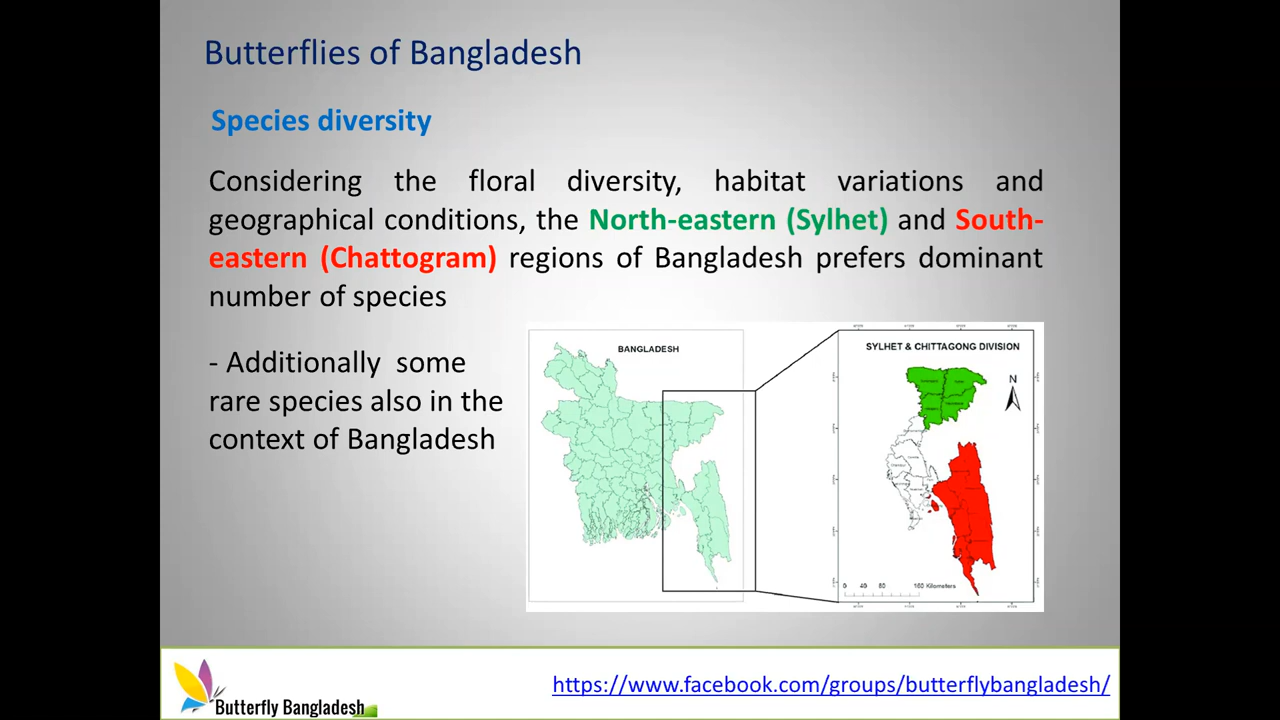 Butterflies of Bangladesh
Species diversity
Considering the floral diversity, habitat variations and
geographical conditions, the North-eastern (Sylhet) and South-
eastern (Chattogram) regions of Bangladesh prefers dominant
number of species
- Additionally some
rare species also in the
context of Bangladesh
BANGLADESH
SYLHET & CHITTAGONG DIVISION
N
0 40 80 160 Kilometers
Butterfly Bangladesh
https://www.facebook.com/groups/butterflybangladesh/